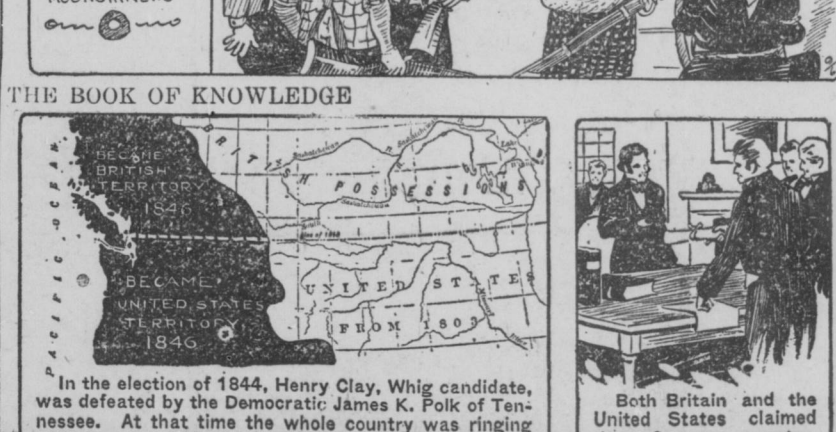 THE BOOK OF KNOWLEDGE
BECAME
BRITISH
TERRITORY
1846
BRITISH POSSESSIONS
PACIFIC OCEAN
BECAME
UNITED STATES
TERRITORY
1846
UNITED STATES
FROM 1803
In the election of 1844, Henry Clay, Whig candidate,
was defeated by the Democratic James K. Polk of Ten-
nessee. At that time the whole country was ringing
Both Britain and the
United States claimed